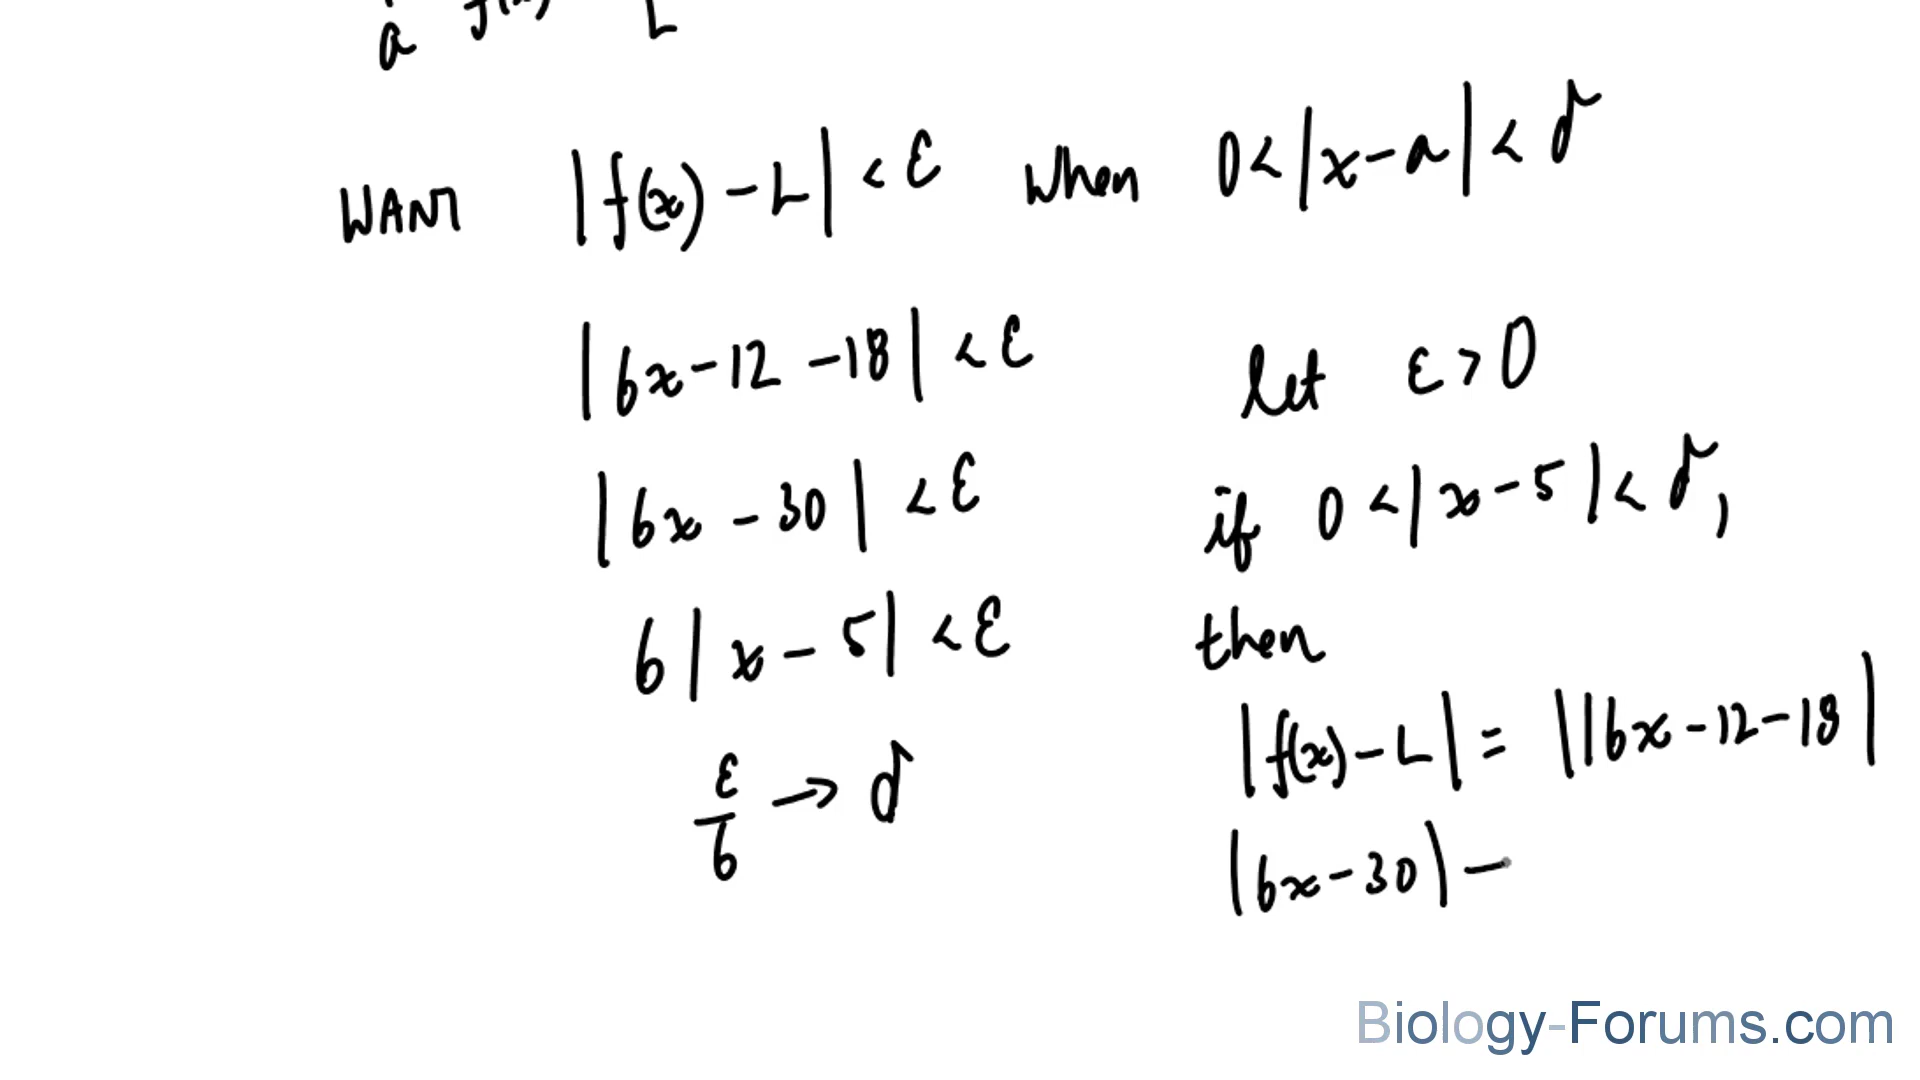 a f(x) L
WANT |f(x) - L| < ε when 0 < |x - a| < δ
|6x - 12 - 18| < ε
|6x - 30| < ε
6|x - 5| < ε
ε/6 → δ
let ε > 0
if 0 < |x - 5| < δ,
then
|f(x) - L| = ||6x - 12 - 18|
|6x - 30| -
Biology-Forums.com